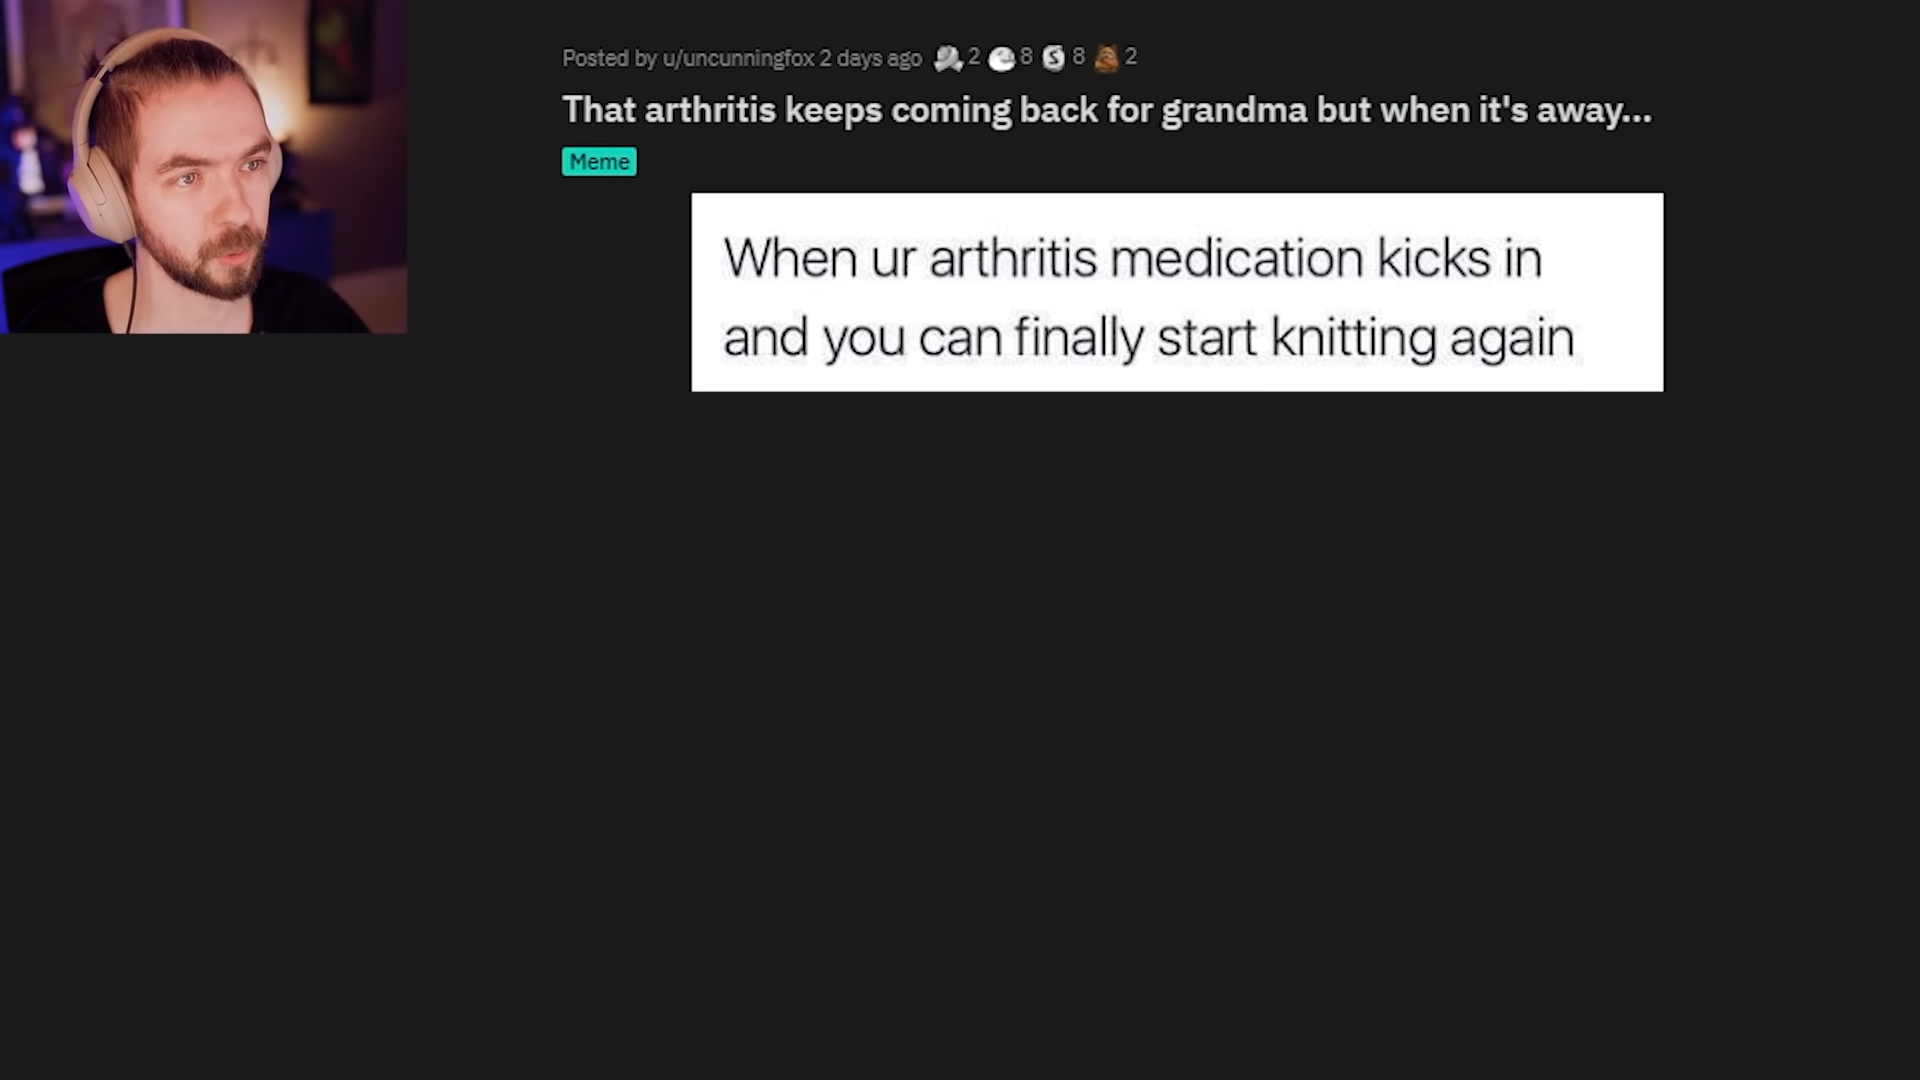 Posted by u/uncunningfox 2 days ago 2 8 8 2
That arthritis keeps coming back for grandma but when it's away...
Meme
When ur arthritis medication kicks in
and you can finally start knitting again